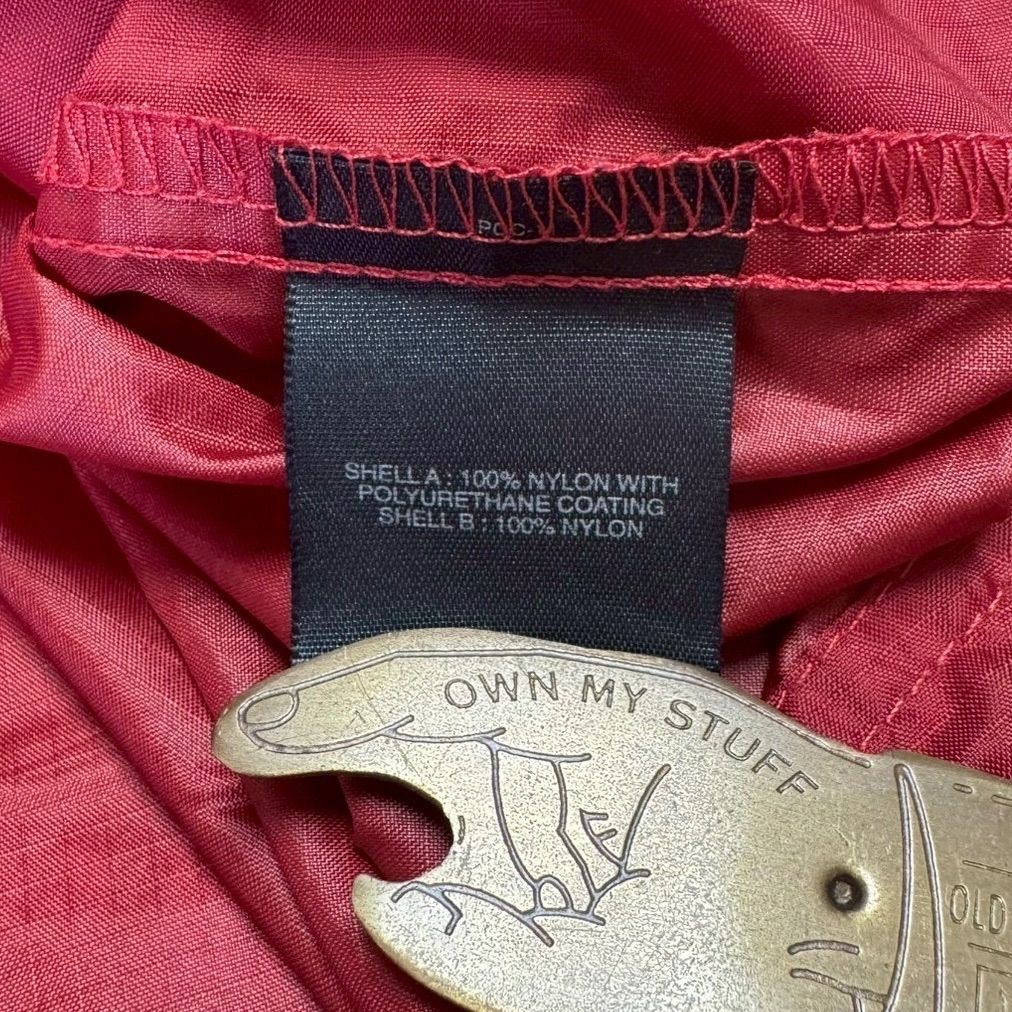 SHELL A : 100% NYLON WITH
POLYURETHANE COATING
SHELL B : 100% NYLON
OWN MY STUFF
OLD